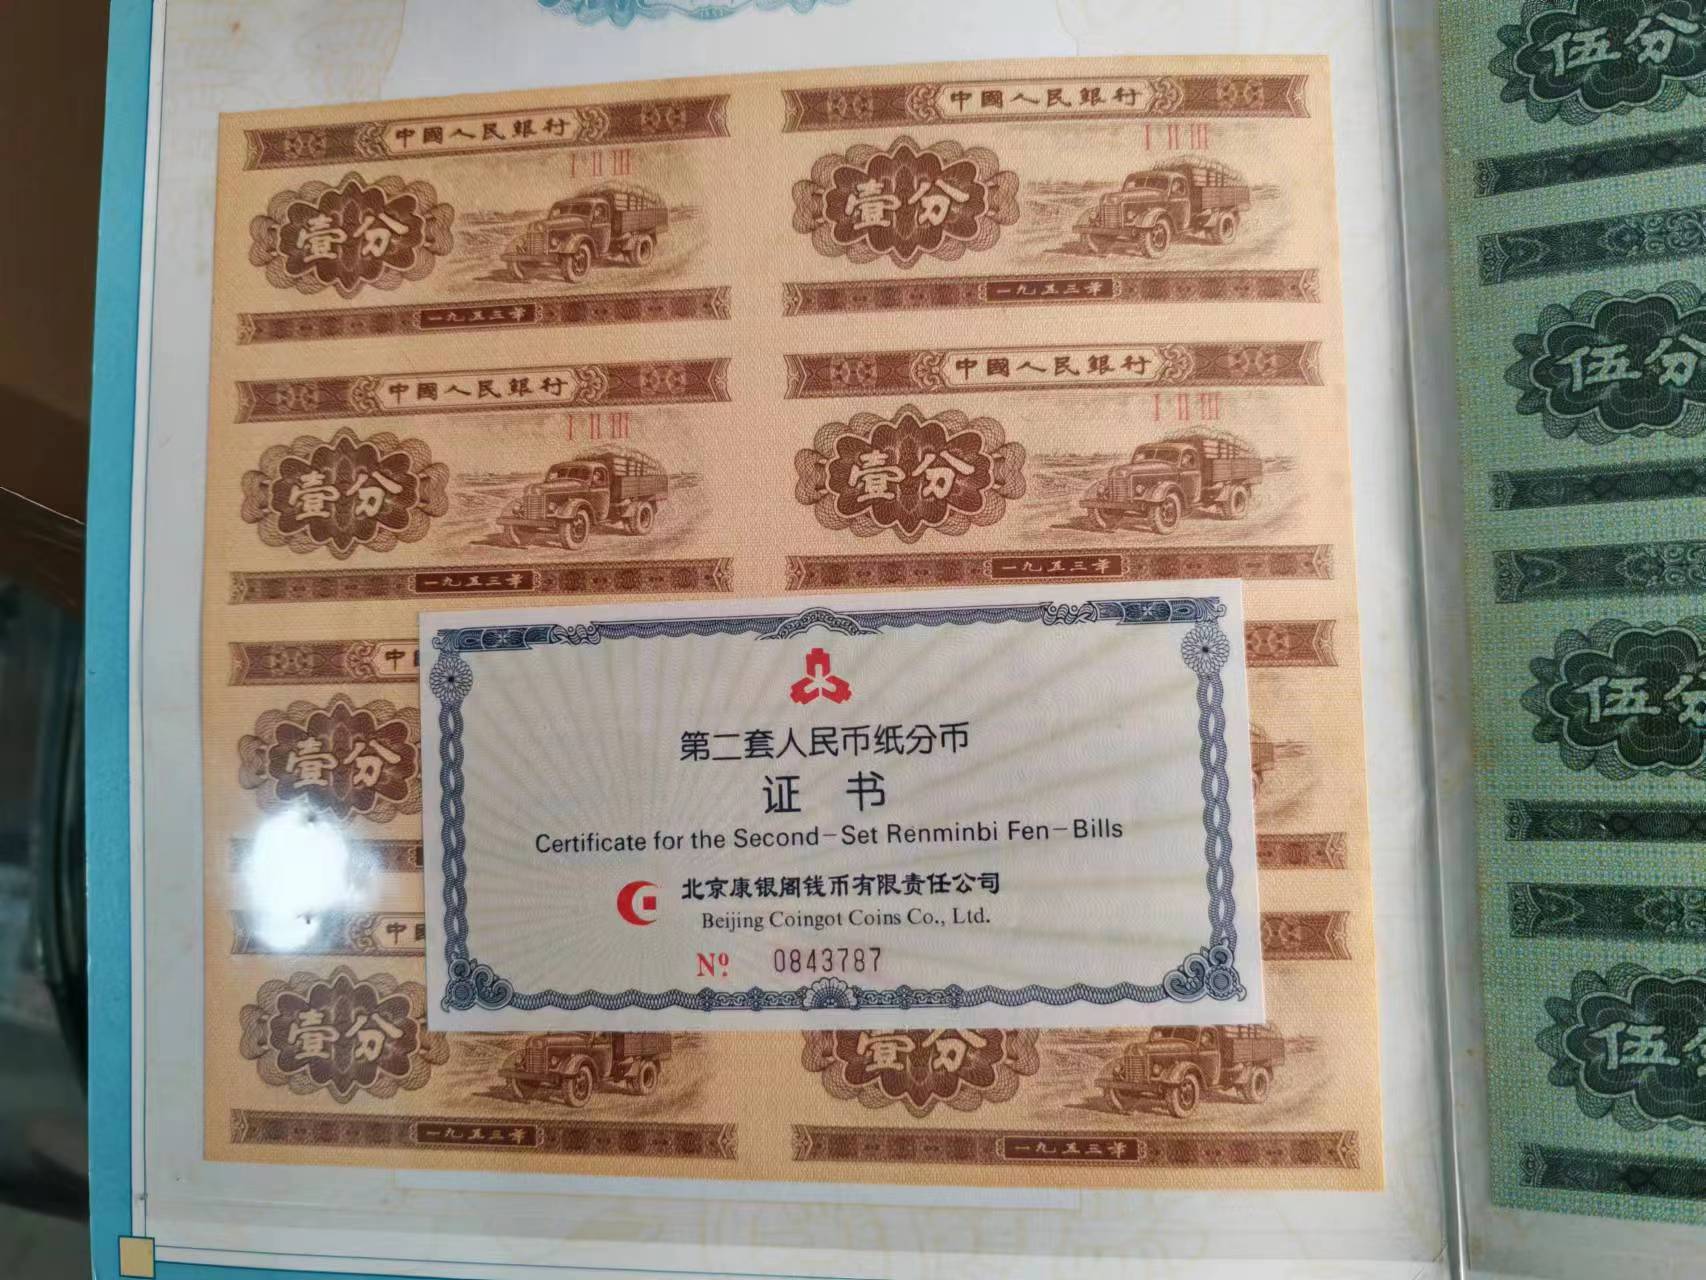 中國人民銀行
I II III
壹分
一九五三年
中國人民銀行
I II III
壹分
一九五三年
中國人民銀行
I II III
壹分
一九五三年
中國人民銀行
I II III
壹分
一九五三年
中
壹分
中
壹分
一九五三年
壹分
一九五三年
第二套人民币纸分币
证 书
Certificate for the Second-Set Renminbi Fen-Bills
北京康银阁钱币有限责任公司
Beijing Coingot Coins Co., Ltd.
Nº 0843787
伍分
伍分
伍分
伍分